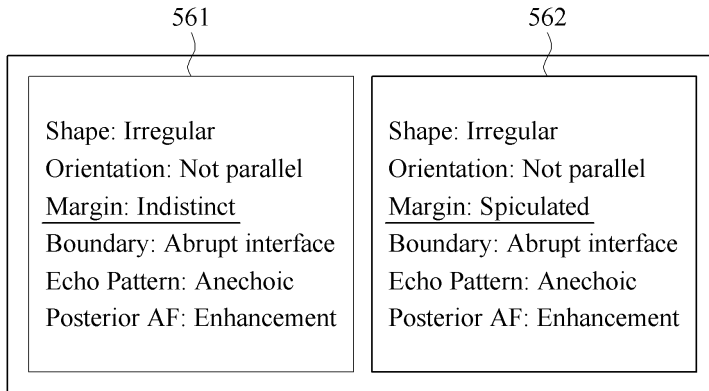 561
562
Shape: Irregular
Orientation: Not parallel
Margin: Indistinct
Boundary: Abrupt interface
Echo Pattern: Anechoic
Posterior AF: Enhancement
Shape: Irregular
Orientation: Not parallel
Margin: Spiculated
Boundary: Abrupt interface
Echo Pattern: Anechoic
Posterior AF: Enhancement